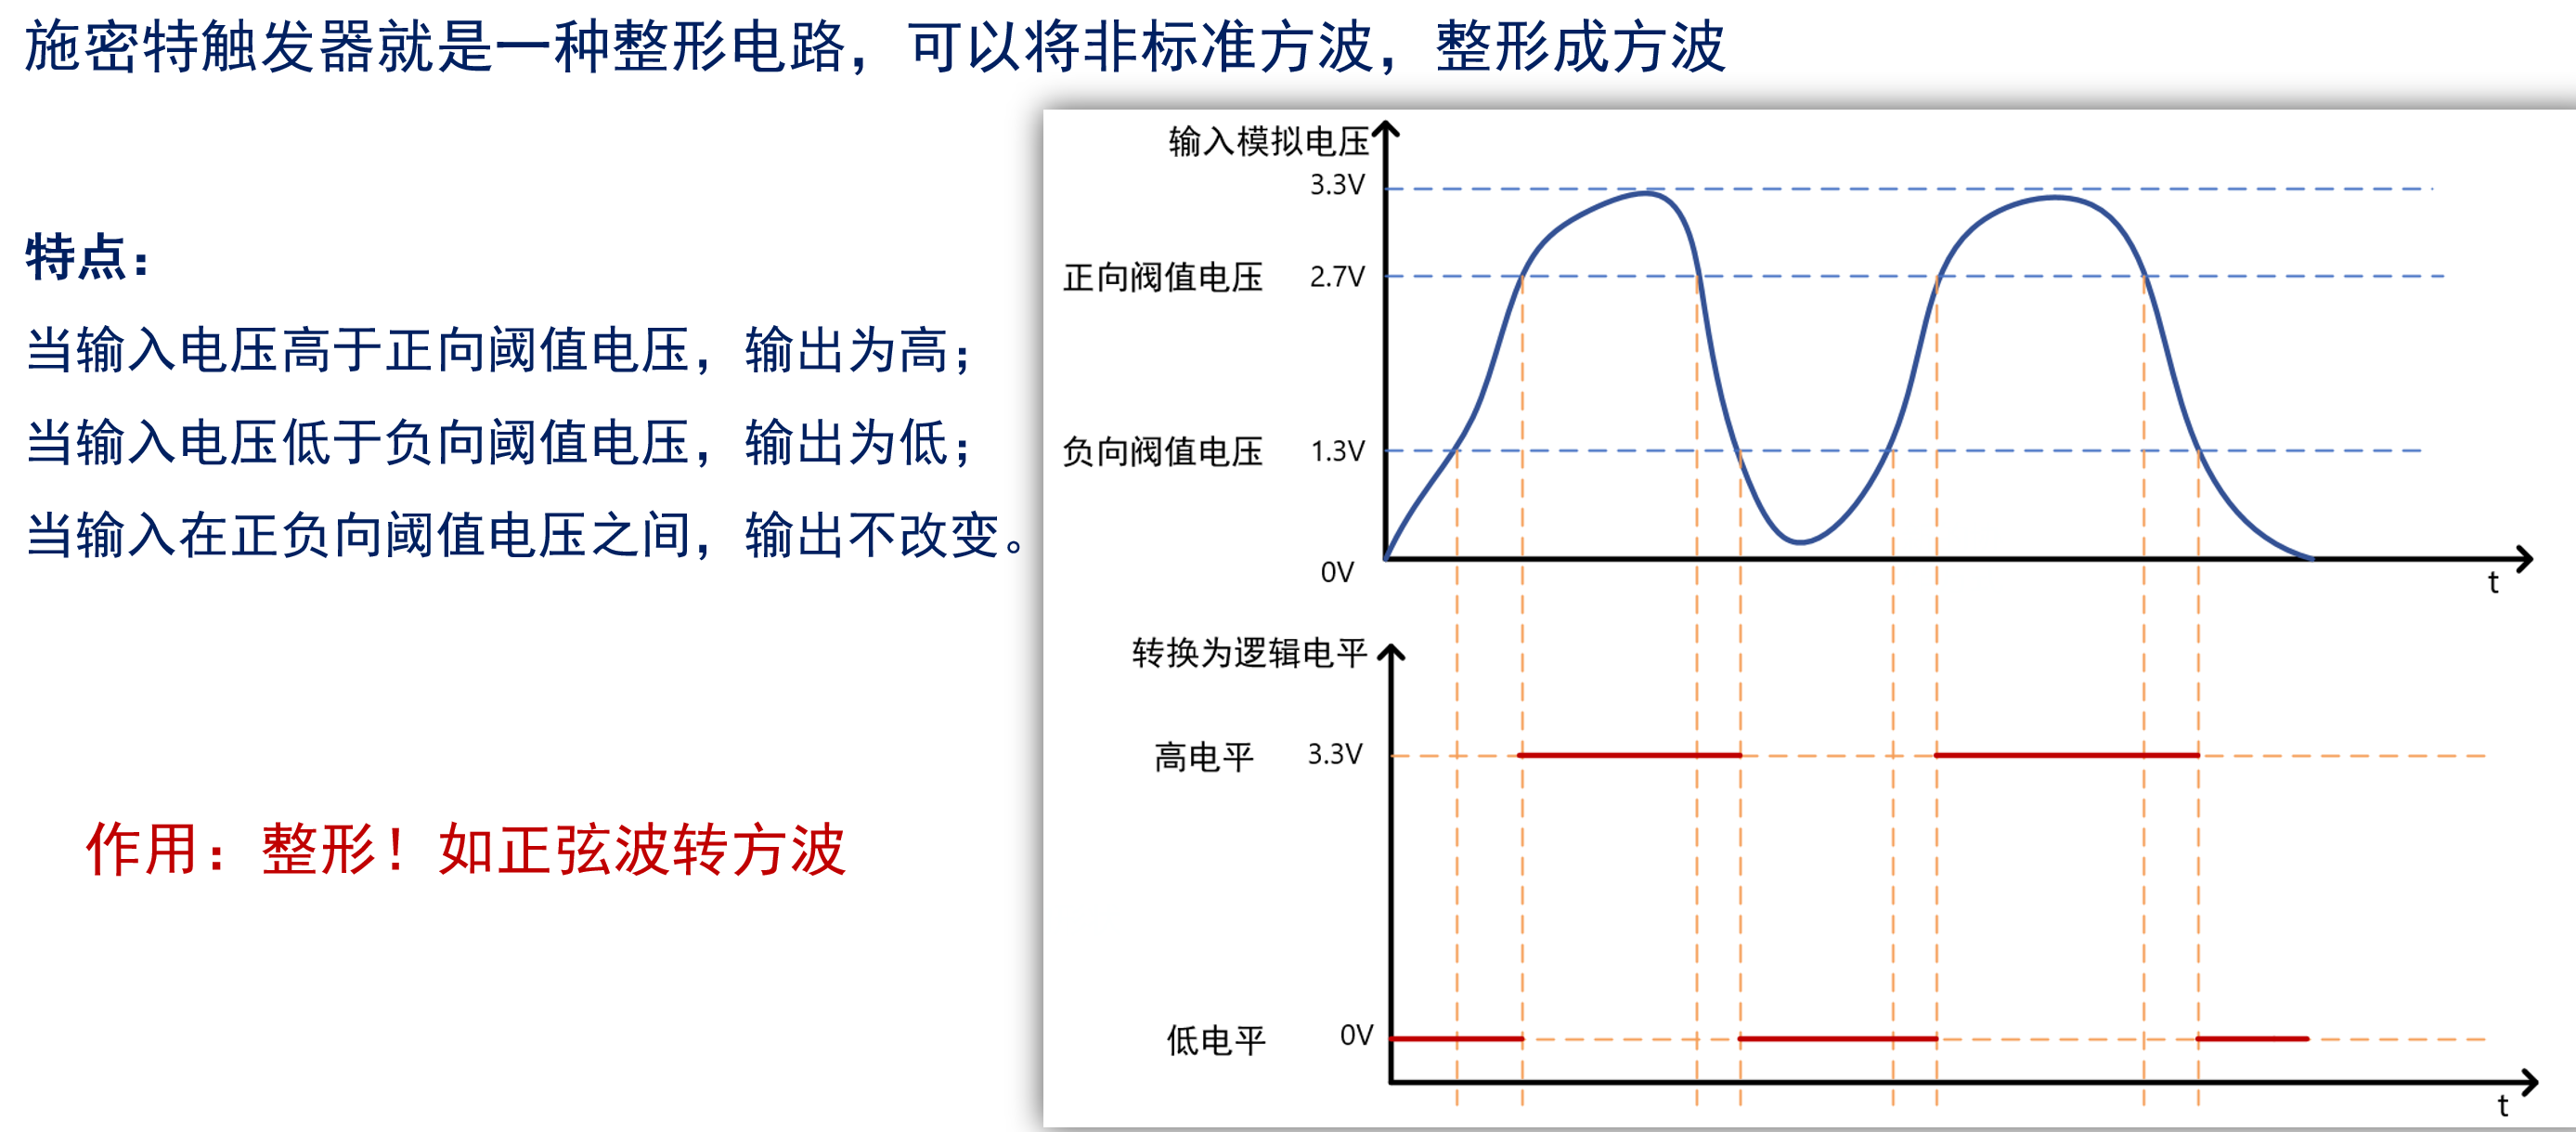 施密特触发器就是一种整形电路，可以将非标准方波，整形成方波
特点：
当输入电压高于正向阈值电压，输出为高；
当输入电压低于负向阈值电压，输出为低；
当输入在正负向阈值电压之间，输出不改变。
作用：整形！如正弦波转方波
输入模拟电压
3.3V
正向阀值电压 2.7V
负向阀值电压 1.3V
0V
t
转换为逻辑电平
高电平 3.3V
低电平 0V
t